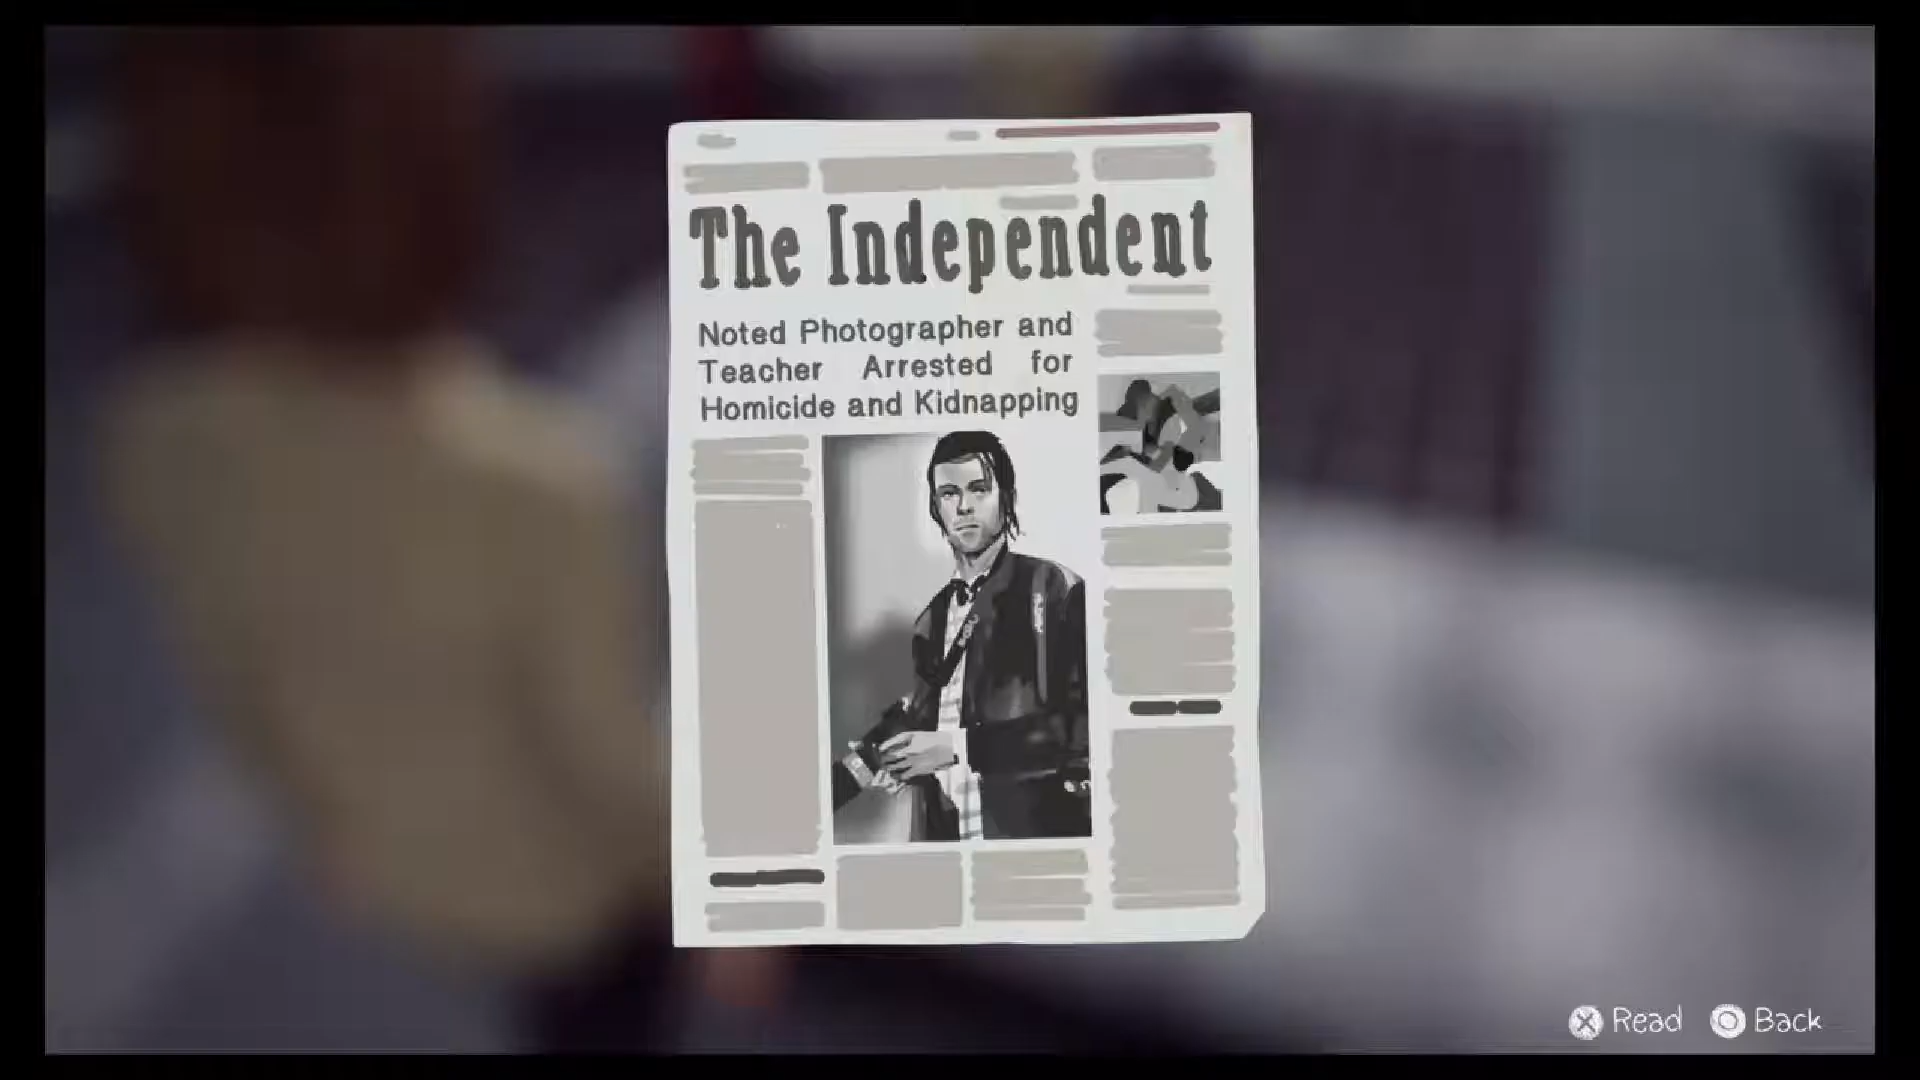 The Independent
Noted Photographer and
Teacher Arrested for
Homicide and Kidnapping
Read Back